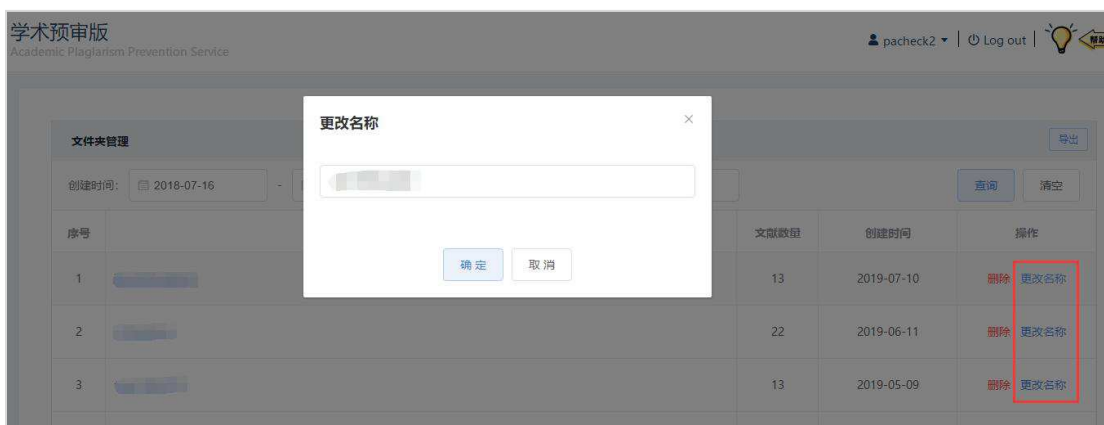 学术预审版
Academic Plagiarism Prevention Service
pacheck2 Log out 帮助
更改名称 ×
文件夹管理 导出
创建时间: 2018-07-16 - 查询 清空
序号 文献数量 创建时间 操作
确定 取消
1 13 2019-07-10 删除 更改名称
2 22 2019-06-11 删除 更改名称
3 13 2019-05-09 删除 更改名称